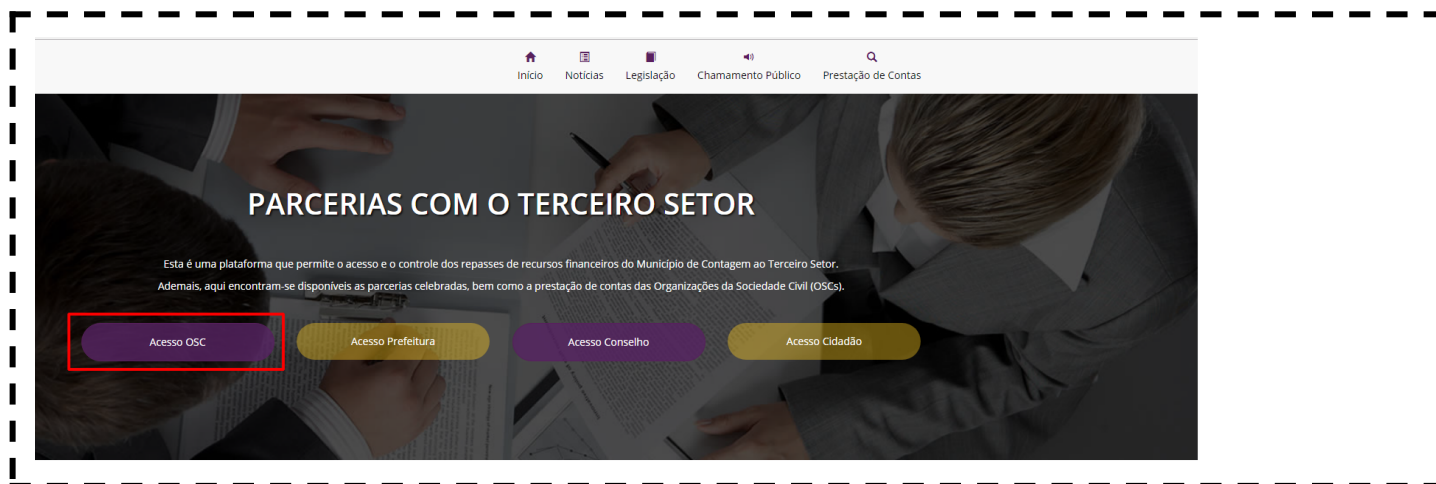 Início Notícias Legislação Chamamento Público Prestação de Contas
PARCERIAS COM O TERCEIRO SETOR
Esta é uma plataforma que permite o acesso e o controle dos repasses de recursos financeiros do Município de Contagem ao Terceiro Setor.
Ademais, aqui encontram-se disponíveis as parcerias celebradas, bem como a prestação de contas das Organizações da Sociedade Civil (OSCs).
Acesso OSC Acesso Prefeitura Acesso Conselho Acesso Cidadão